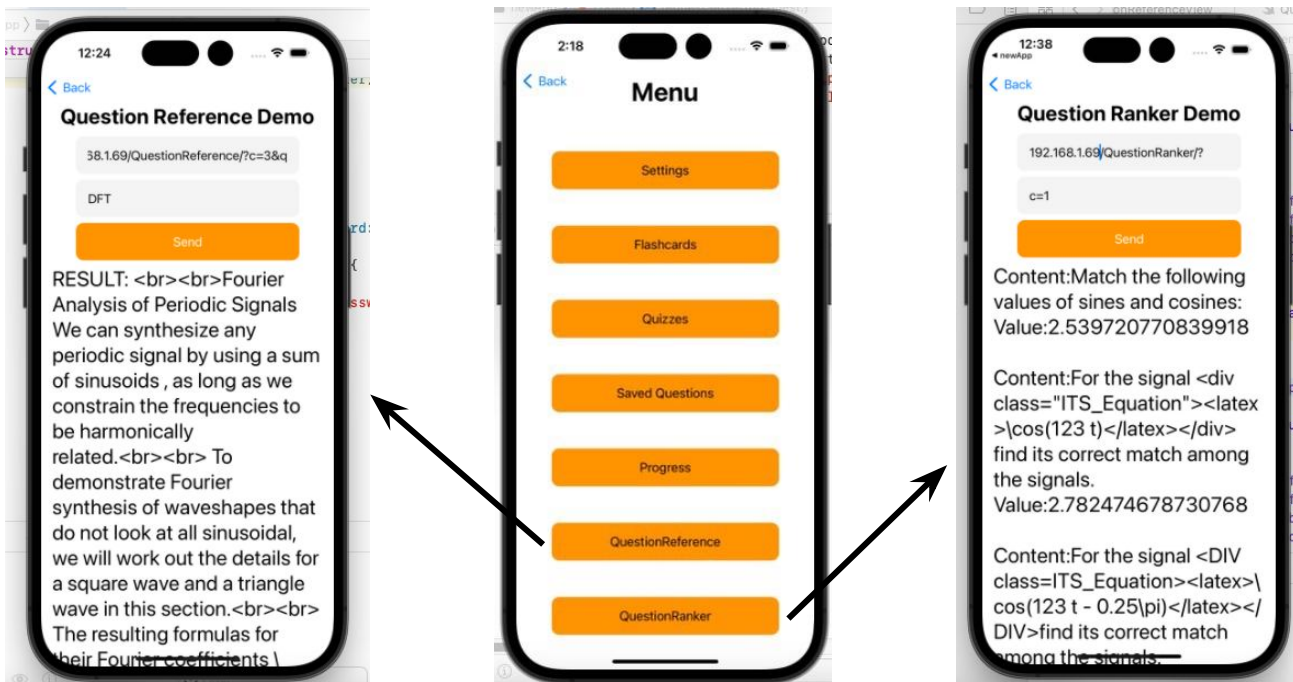 12:24
Back
Question Reference Demo
38.1.69/QuestionReference/?c=3&q
DFT
Send
RESULT: <br><br>Fourier
Analysis of Periodic Signals
We can synthesize any
periodic signal by using a sum
of sinusoids , as long as we
constrain the frequencies to
be harmonically
related.<br><br> To
demonstrate Fourier
synthesis of waveshapes that
do not look at all sinusoidal,
we will work out the details for
a square wave and a triangle
wave in this section.<br><br>
The resulting formulas for
their Fourier coefficients \
2:18
Back
Menu
Settings
Flashcards
Quizzes
Saved Questions
Progress
QuestionReference
QuestionRanker
12:38
newApp
Back
Question Ranker Demo
192.168.1.69/QuestionRanker/?
c=1
Send
Content:Match the following
values of sines and cosines:
Value:2.539720770839918
Content:For the signal <div
class="ITS_Equation"><latex
>\cos(123 t)</latex></div>
find its correct match among
the signals.
Value:2.782474678730768
Content:For the signal <DIV
class=ITS_Equation><latex>\
cos(123 t - 0.25\pi)</latex></
DIV>find its correct match
among the signals.